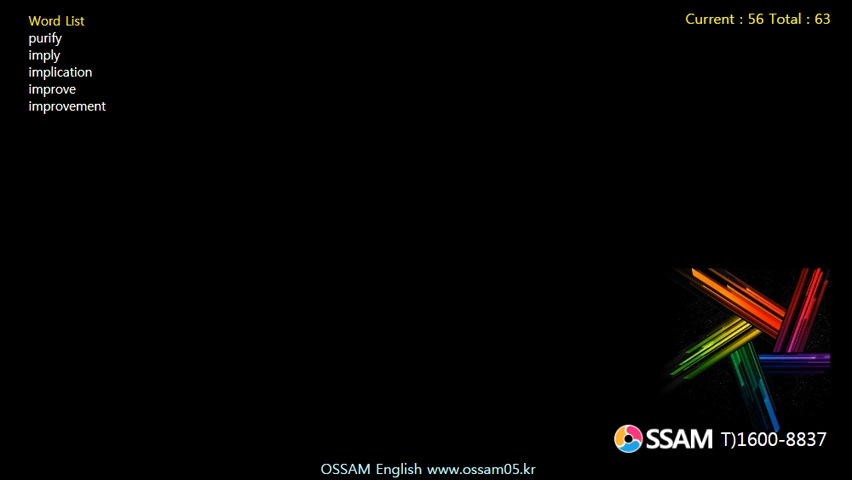 Word List
Current : 56 Total : 63
purify
imply
implication
improve
improvement
SSAM T)1600-8837
OSSAM English www.ossam05.kr